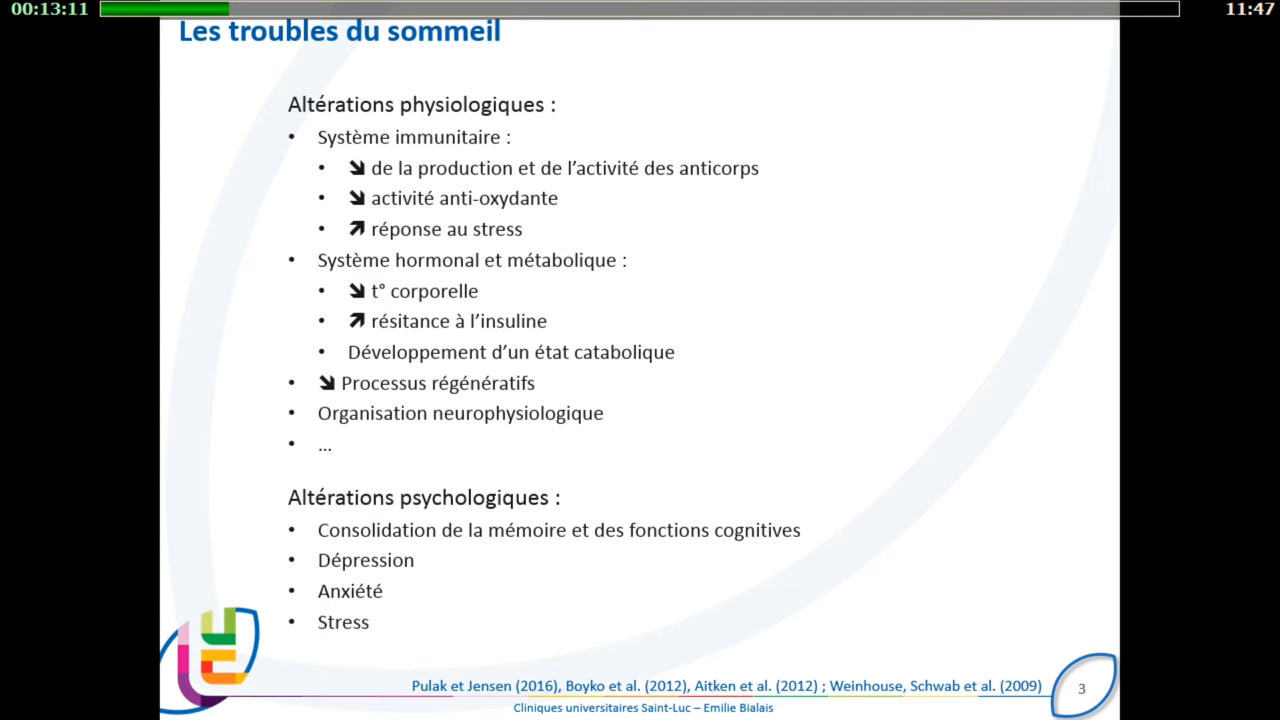 00:13:11
11:47
Les troubles du sommeil
Altérations physiologiques :
• Système immunitaire :
• ↘ de la production et de l’activité des anticorps
• ↘ activité anti-oxydante
• ↗ réponse au stress
• Système hormonal et métabolique :
• ↘ t° corporelle
• ↗ résitance à l’insuline
• Développement d’un état catabolique
• ↘ Processus régénératifs
• Organisation neurophysiologique
• ...
Altérations psychologiques :
• Consolidation de la mémoire et des fonctions cognitives
• Dépression
• Anxiété
• Stress
Pulak et Jensen (2016), Boyko et al. (2012), Aitken et al. (2012) ; Weinhouse, Schwab et al. (2009)
3
Cliniques universitaires Saint-Luc – Emilie Bialais